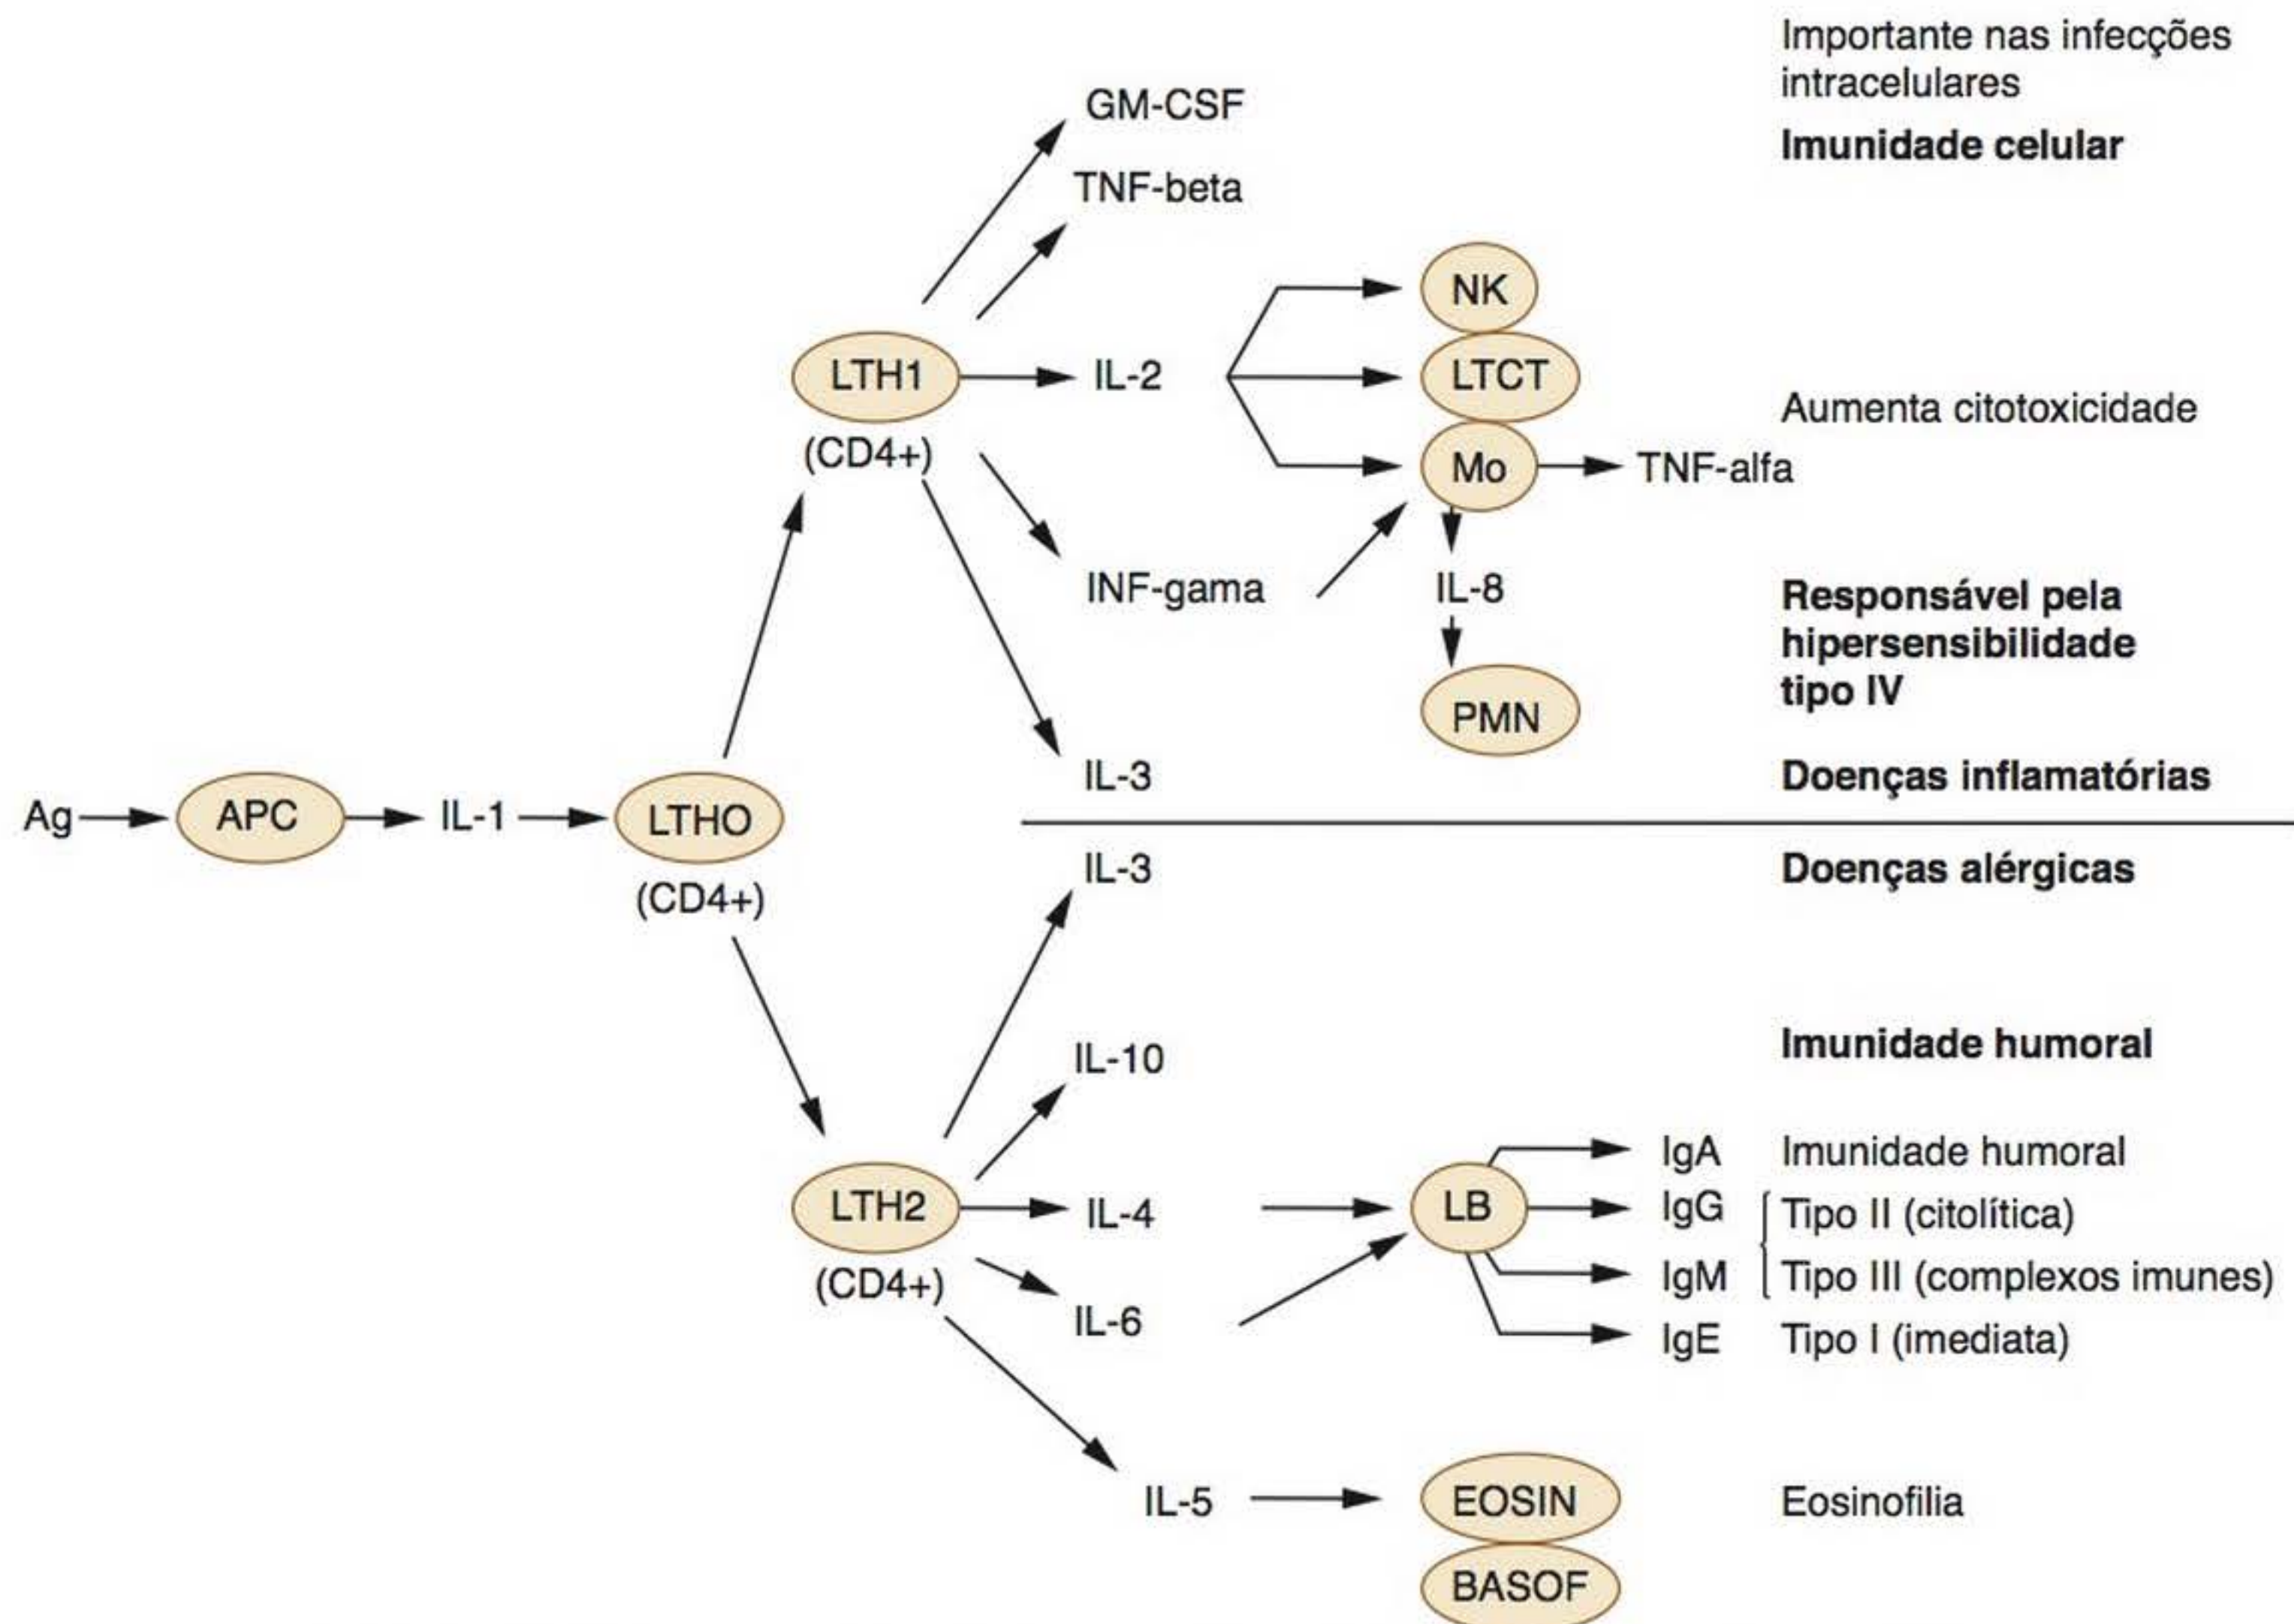 Importante nas infecções
intracelulares
Imunidade celular
GM-CSF
TNF-beta
NK
LTH1
IL-2
LTCT
(CD4+)
Aumenta citotoxicidade
Mo
TNF-alfa
INF-gama
IL-8
Responsável pela
hipersensibilidade
tipo IV
PMN
IL-3
Doenças inflamatórias
Ag
APC
IL-1
LTHO
(CD4+)
IL-3
Doenças alérgicas
IL-10
Imunidade humoral
LTH2
(CD4+)
IL-4
IL-6
LB
IgA Imunidade humoral
IgG Tipo II (citolítica)
IgM Tipo III (complexos imunes)
IgE Tipo I (imediata)
IL-5
EOSIN
Eosinofilia
BASOF